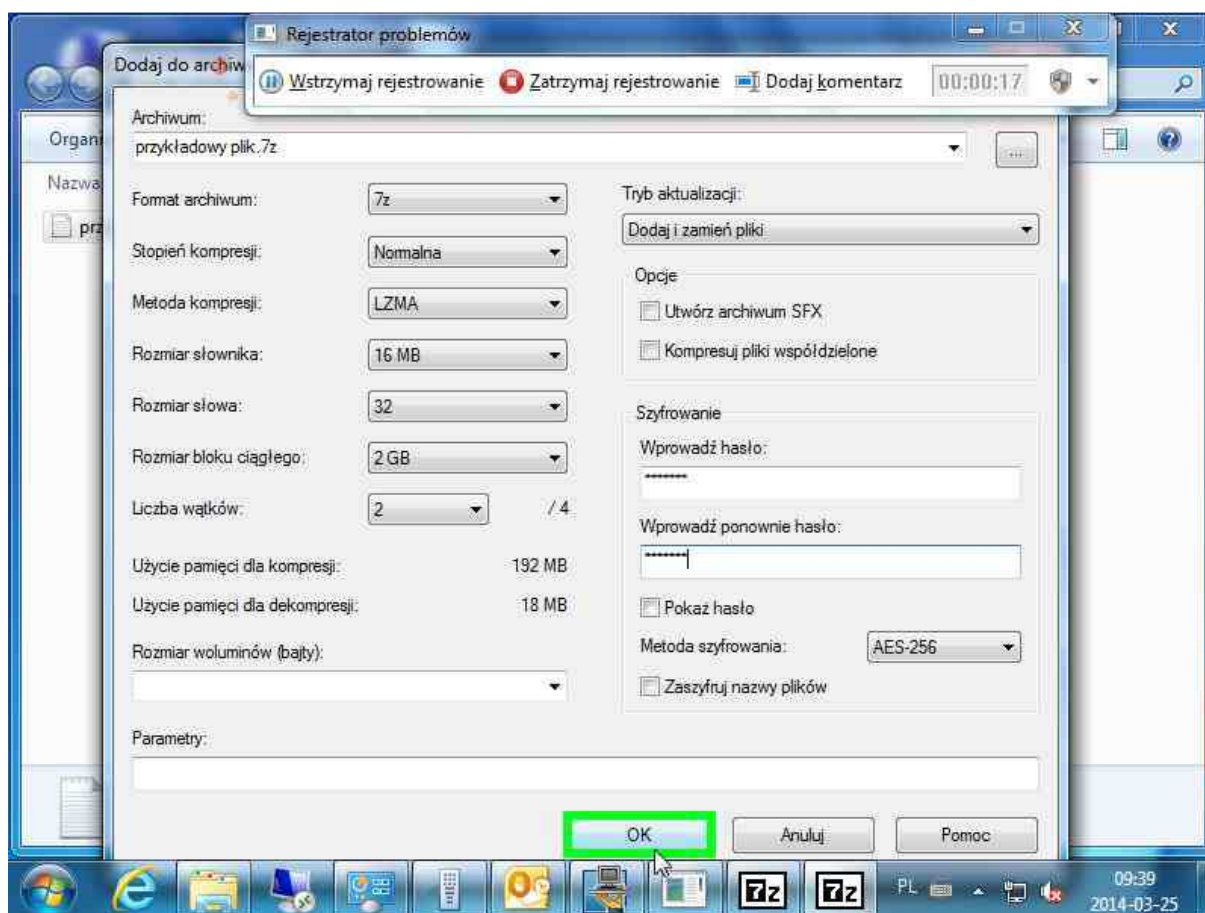 Rejestrator problemów
Dodaj do archiw
Wstrzymaj rejestrowanie Zatrzymaj rejestrowanie Dodaj komentarz 00:00:17
Organi
Archiwum:
przykładowy plik.7z ...
Nazwa
prz
Format archiwum: 7z
Tryb aktualizacji:
Dodaj i zamień pliki
Stopień kompresji: Normalna
Opcje
Metoda kompresji: LZMA
Utwórz archiwum SFX
Rozmiar słownika: 16 MB
Kompresuj pliki współdzielone
Rozmiar słowa: 32
Szyfrowanie
Wprowadź hasło:
*******
Rozmiar bloku ciągłego: 2 GB
Liczba wątków: 2 / 4
Wprowadź ponownie hasło:
*******
Użycie pamięci dla kompresji: 192 MB
Użycie pamięci dla dekompresji: 18 MB
Pokaż hasło
Metoda szyfrowania: AES-256
Rozmiar woluminów (bajty):
Zaszyfruj nazwy plików
Parametry:
OK Anuluj Pomoc
7z 7z PL 09:39
2014-03-25